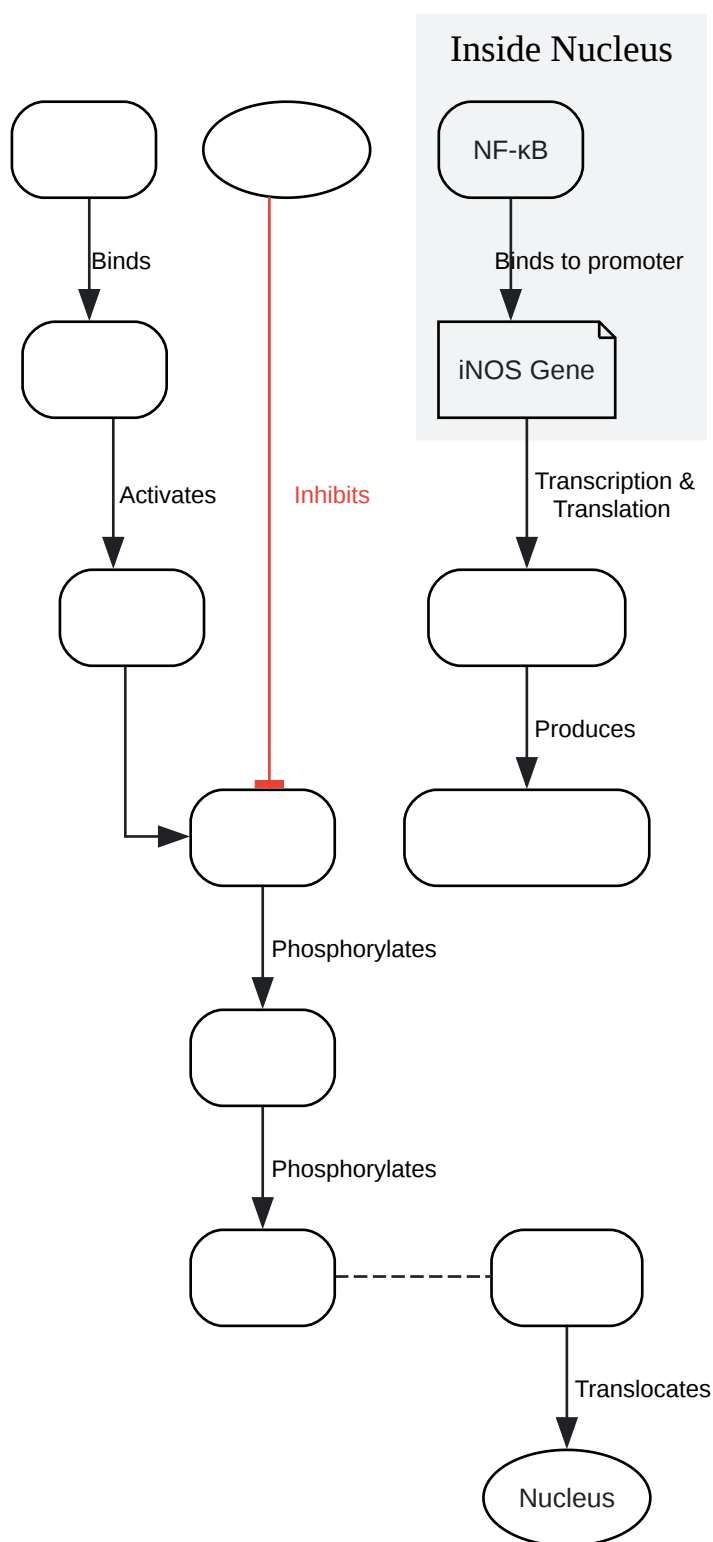 Inside Nucleus
NF-κB
Binds
Binds to promoter
iNOS Gene
Activates
Inhibits
Transcription &
Translation
Produces
Phosphorylates
Phosphorylates
Translocates
Nucleus